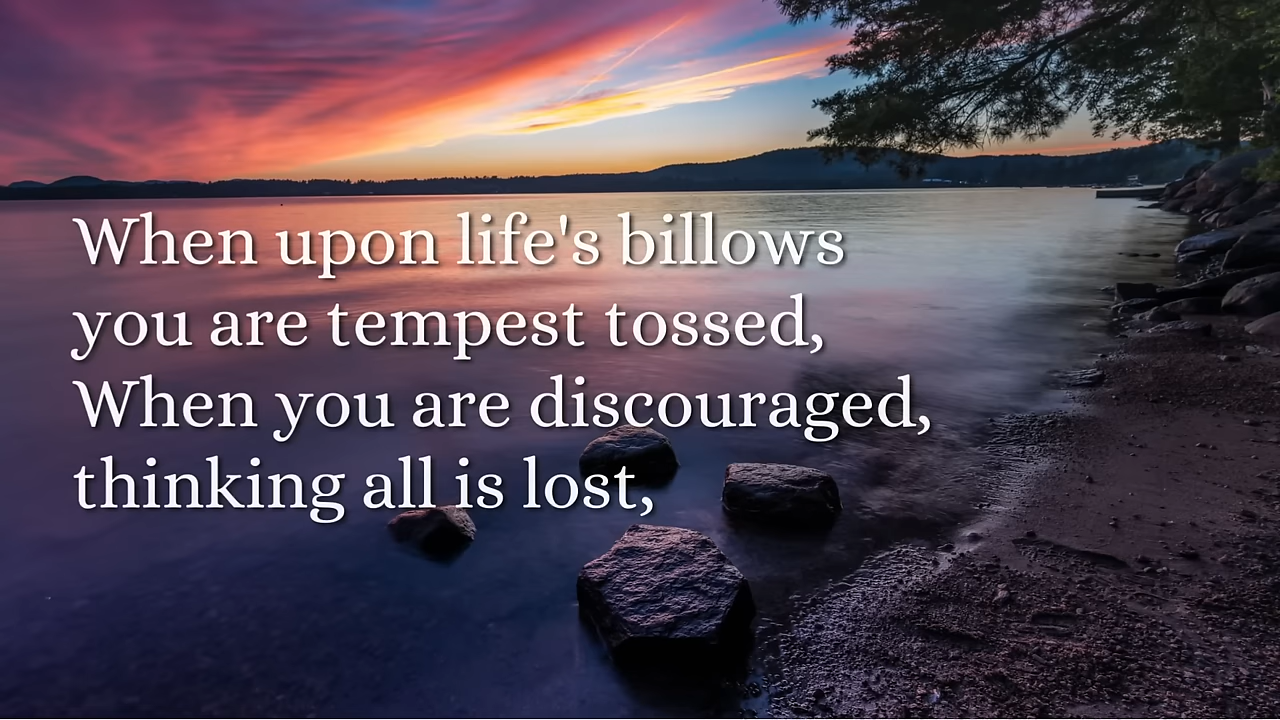 When upon life's billows
you are tempest tossed,
When you are discouraged,
thinking all is lost,